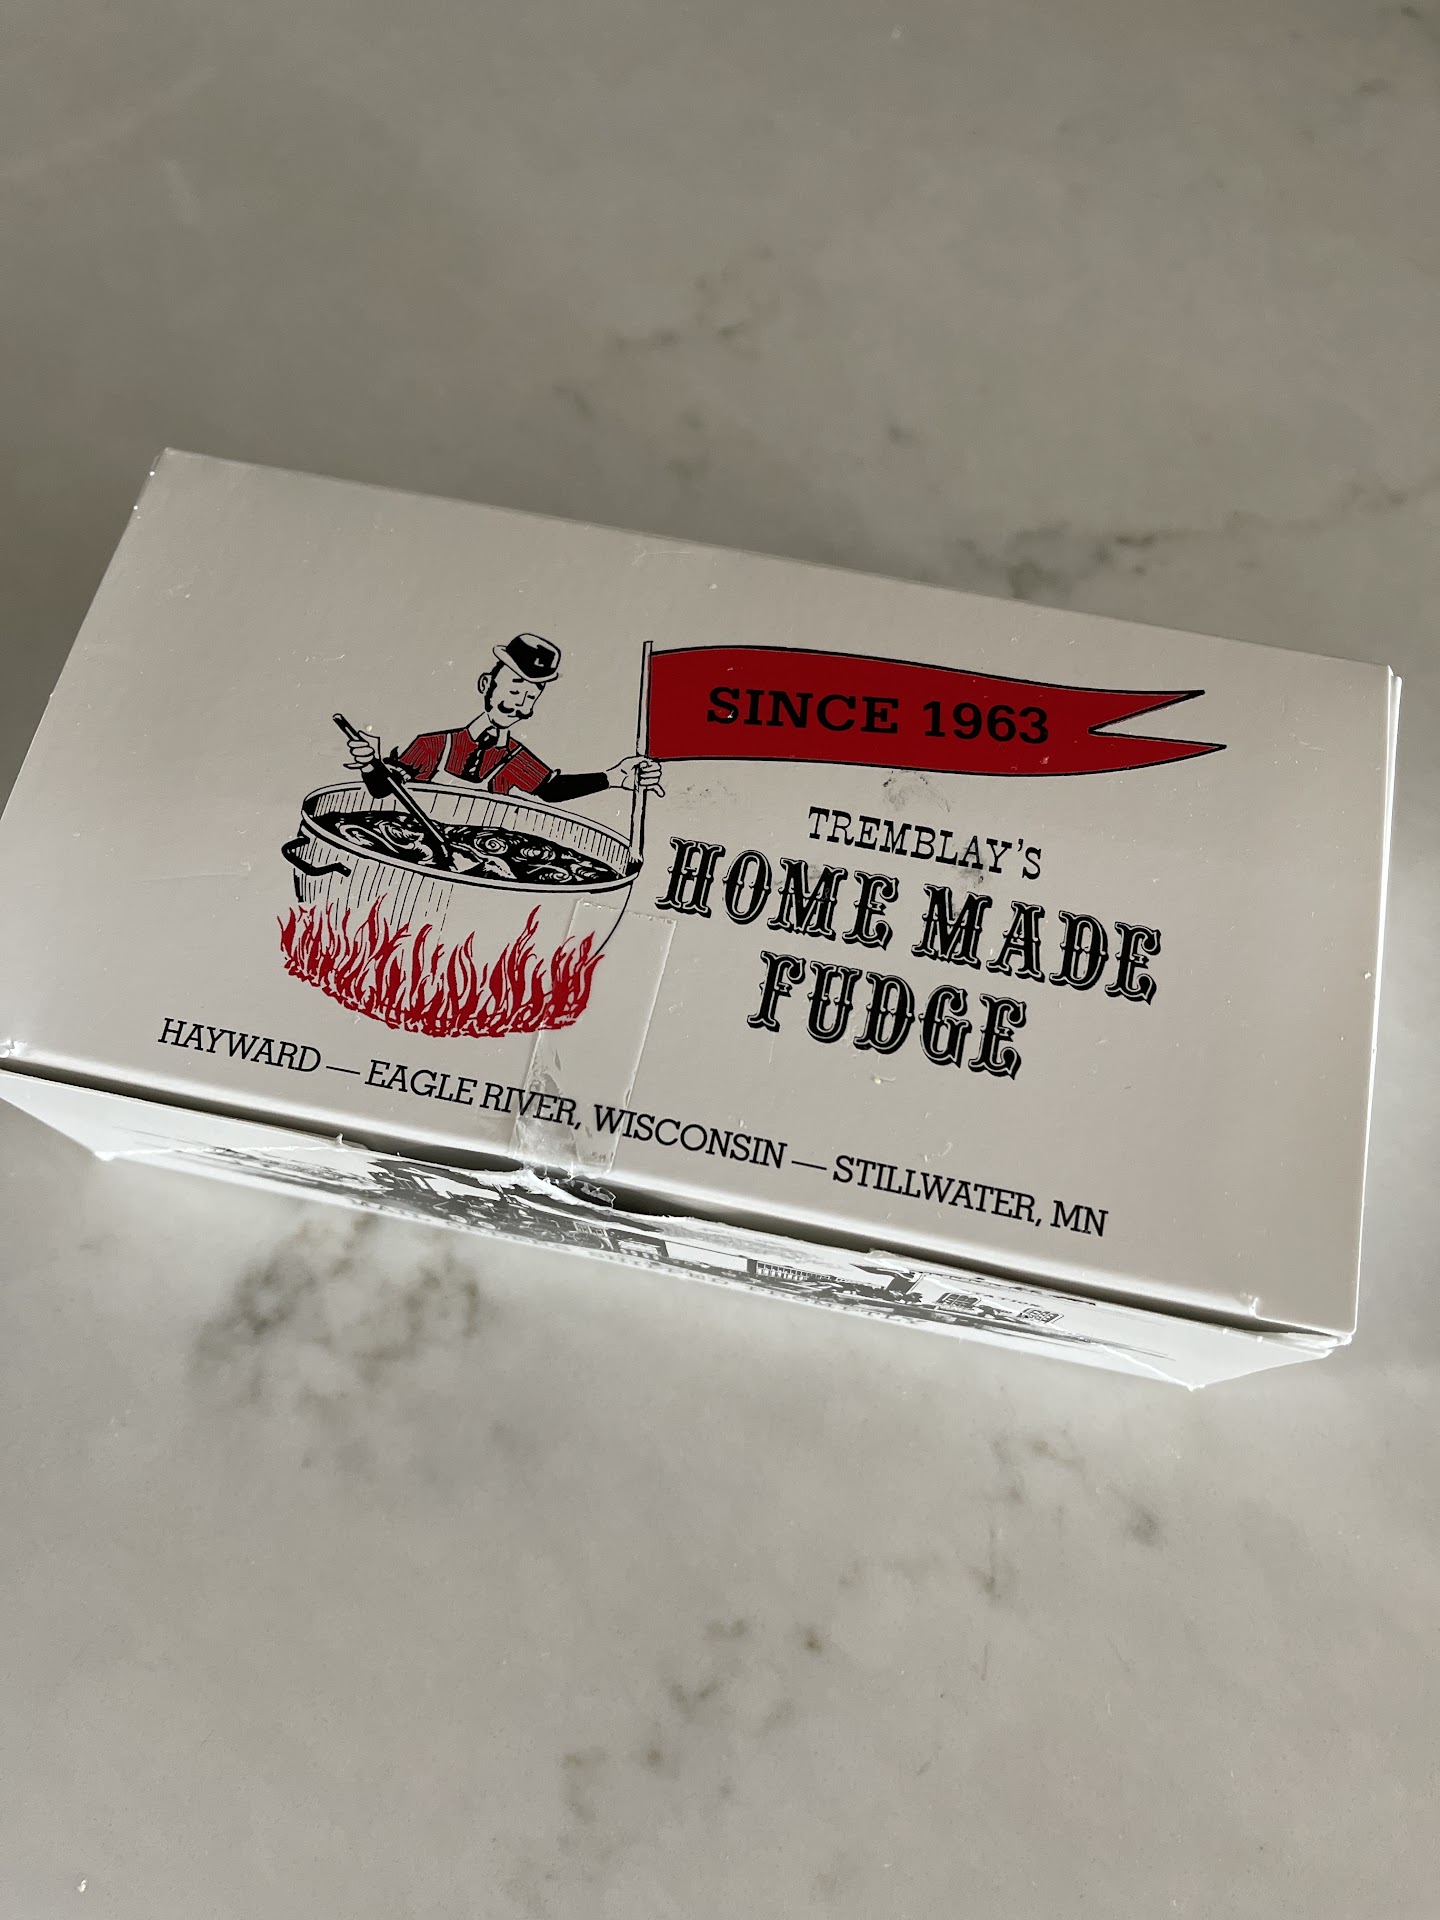 SINCE 1963
TREMBLAY'S
HOME MADE
FUDGE
HAYWARD — EAGLE RIVER, WISCONSIN — STILLWATER, MN